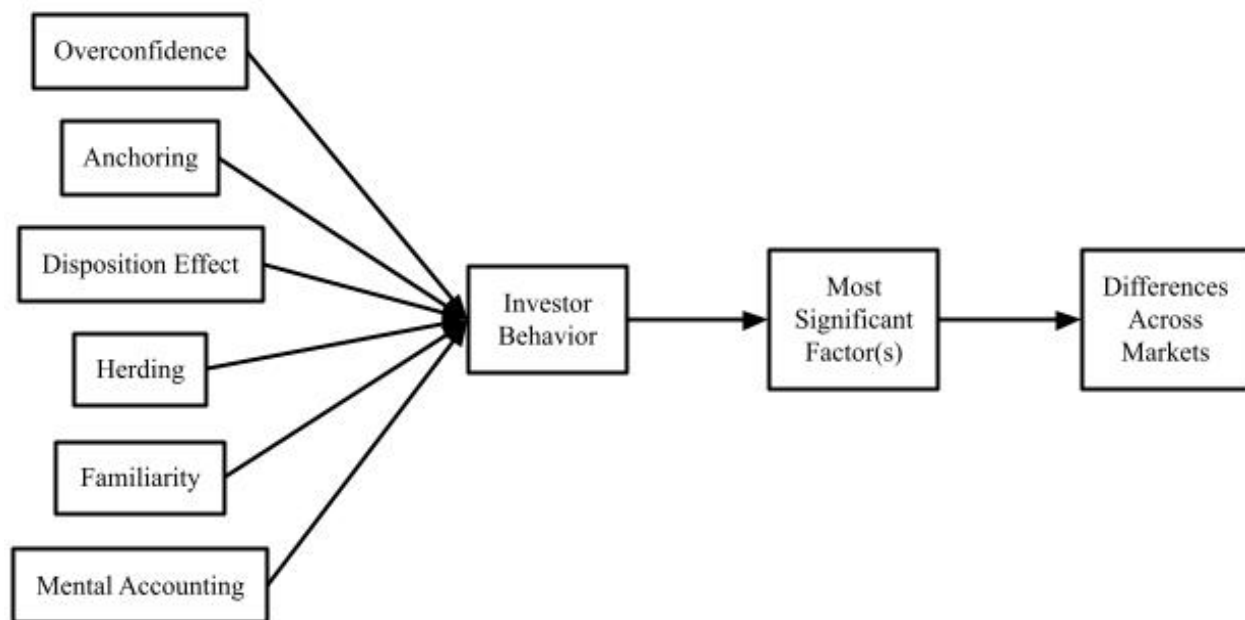 Overconfidence
Anchoring
Disposition Effect
Herding
Familiarity
Mental Accounting
Investor
Behavior
Most
Significant
Factor(s)
Differences
Across
Markets